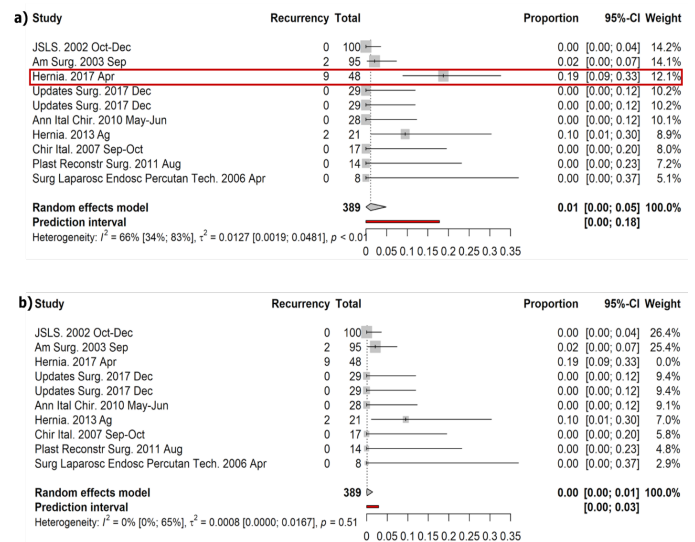 a) Study Recurrency Total Proportion 95%-CI Weight
JSLS. 2002 Oct-Dec 0 100 0.00 [0.00; 0.04] 14.2%
Am Surg. 2003 Sep 2 95 0.02 [0.00; 0.07] 14.1%
Hernia. 2017 Apr 9 48 0.19 [0.09; 0.33] 12.1%
Updates Surg. 2017 Dec 0 29 0.00 [0.00; 0.12] 10.2%
Updates Surg. 2017 Dec 0 29 0.00 [0.00; 0.12] 10.2%
Ann Ital Chir. 2010 May-Jun 0 28 0.00 [0.00; 0.12] 10.1%
Hernia. 2013 Ag 2 21 0.10 [0.01; 0.30] 8.9%
Chir Ital. 2007 Sep-Oct 0 17 0.00 [0.00; 0.20] 8.0%
Plast Reconstr Surg. 2011 Aug 0 14 0.00 [0.00; 0.23] 7.2%
Surg Laparosc Endosc Percutan Tech. 2006 Apr 0 8 0.00 [0.00; 0.37] 5.1%
Random effects model 389 0.01 [0.00; 0.05] 100.0%
Prediction interval [0.00; 0.18]
Heterogeneity: I² = 66% [34%; 83%], τ² = 0.0127 [0.0019; 0.0481], p < 0.01
0 0.05 0.1 0.15 0.2 0.25 0.3 0.35
b) Study Recurrency Total Proportion 95%-CI Weight
JSLS. 2002 Oct-Dec 0 100 0.00 [0.00; 0.04] 26.4%
Am Surg. 2003 Sep 2 95 0.02 [0.00; 0.07] 25.4%
Hernia. 2017 Apr 9 48 0.19 [0.09; 0.33] 0.0%
Updates Surg. 2017 Dec 0 29 0.00 [0.00; 0.12] 9.4%
Updates Surg. 2017 Dec 0 29 0.00 [0.00; 0.12] 9.4%
Ann Ital Chir. 2010 May-Jun 0 28 0.00 [0.00; 0.12] 9.1%
Hernia. 2013 Ag 2 21 0.10 [0.01; 0.30] 7.0%
Chir Ital. 2007 Sep-Oct 0 17 0.00 [0.00; 0.20] 5.8%
Plast Reconstr Surg. 2011 Aug 0 14 0.00 [0.00; 0.23] 4.8%
Surg Laparosc Endosc Percutan Tech. 2006 Apr 0 8 0.00 [0.00; 0.37] 2.9%
Random effects model 389 0.00 [0.00; 0.01] 100.0%
Prediction interval [0.00; 0.03]
Heterogeneity: I² = 0% [0%; 65%], τ² = 0.0008 [0.0000; 0.0167], p = 0.51
0 0.05 0.1 0.15 0.2 0.25 0.3 0.35